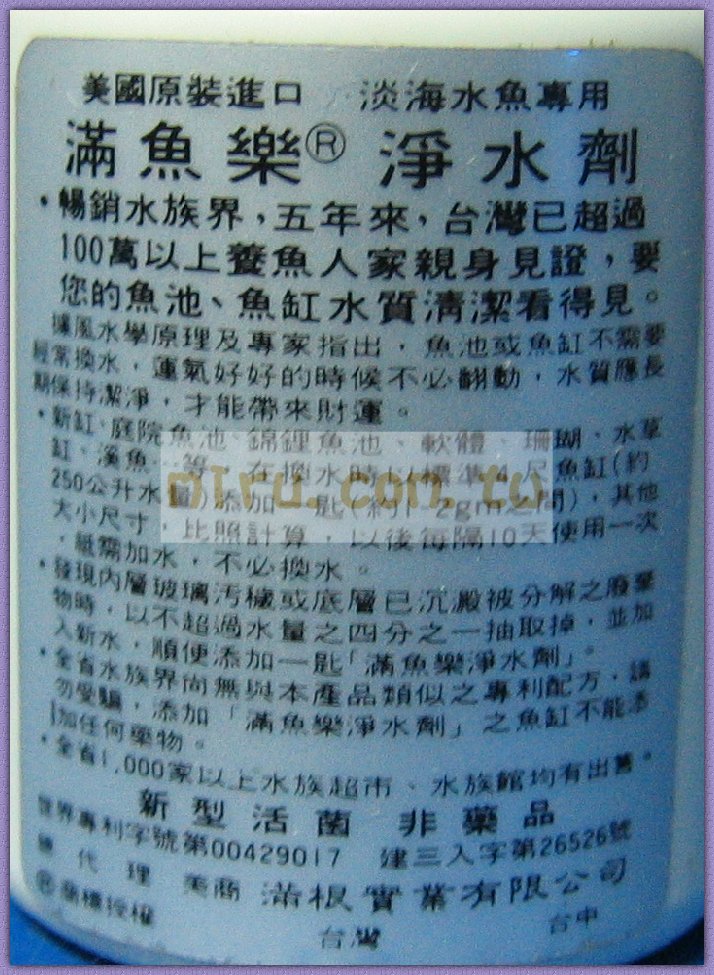 美國原裝進口 淡海水魚專用
滿魚樂® 淨水劑
•暢銷水族界，五年來，台灣已超過
100萬以上養魚人家親身見證，要
您的魚池、魚缸水質清潔看得見。
據風水學原理及專家指出，魚池或魚缸不需要
經常換水，運氣好好的時候不必翻動，水質應長
期保持潔淨，才能帶來財運。
•新缸、庭院魚池、錦鯉魚池、軟體、珊瑚、水草
缸、溪魚…等，在換水時以標準4尺魚缸(約
250公升水量)添加一匙(約1-2gm之間)，其他
大小尺寸，比照計算，以後每隔10天使用一次
，祇需加水，不必換水。
niru.com.tw
•發現內層玻璃汚穢或底層已沉澱被分解之廢棄
物時，以不超過水量之四分之一抽取掉，並加
入新水，順便添加一匙「滿魚樂淨水劑」。
•全省水族界尚無與本產品類似之專利配方，請
勿受騙，添加「滿魚樂淨水劑」之魚缸不能添
加任何藥物。
•全省1,000家以上水族超市、水族館均有出售。
新型活菌 非藥品
世界專利字號第00429017 建三入字第26526號
總代理 美商 滿根實業有限公司
商標授權 台灣 台中